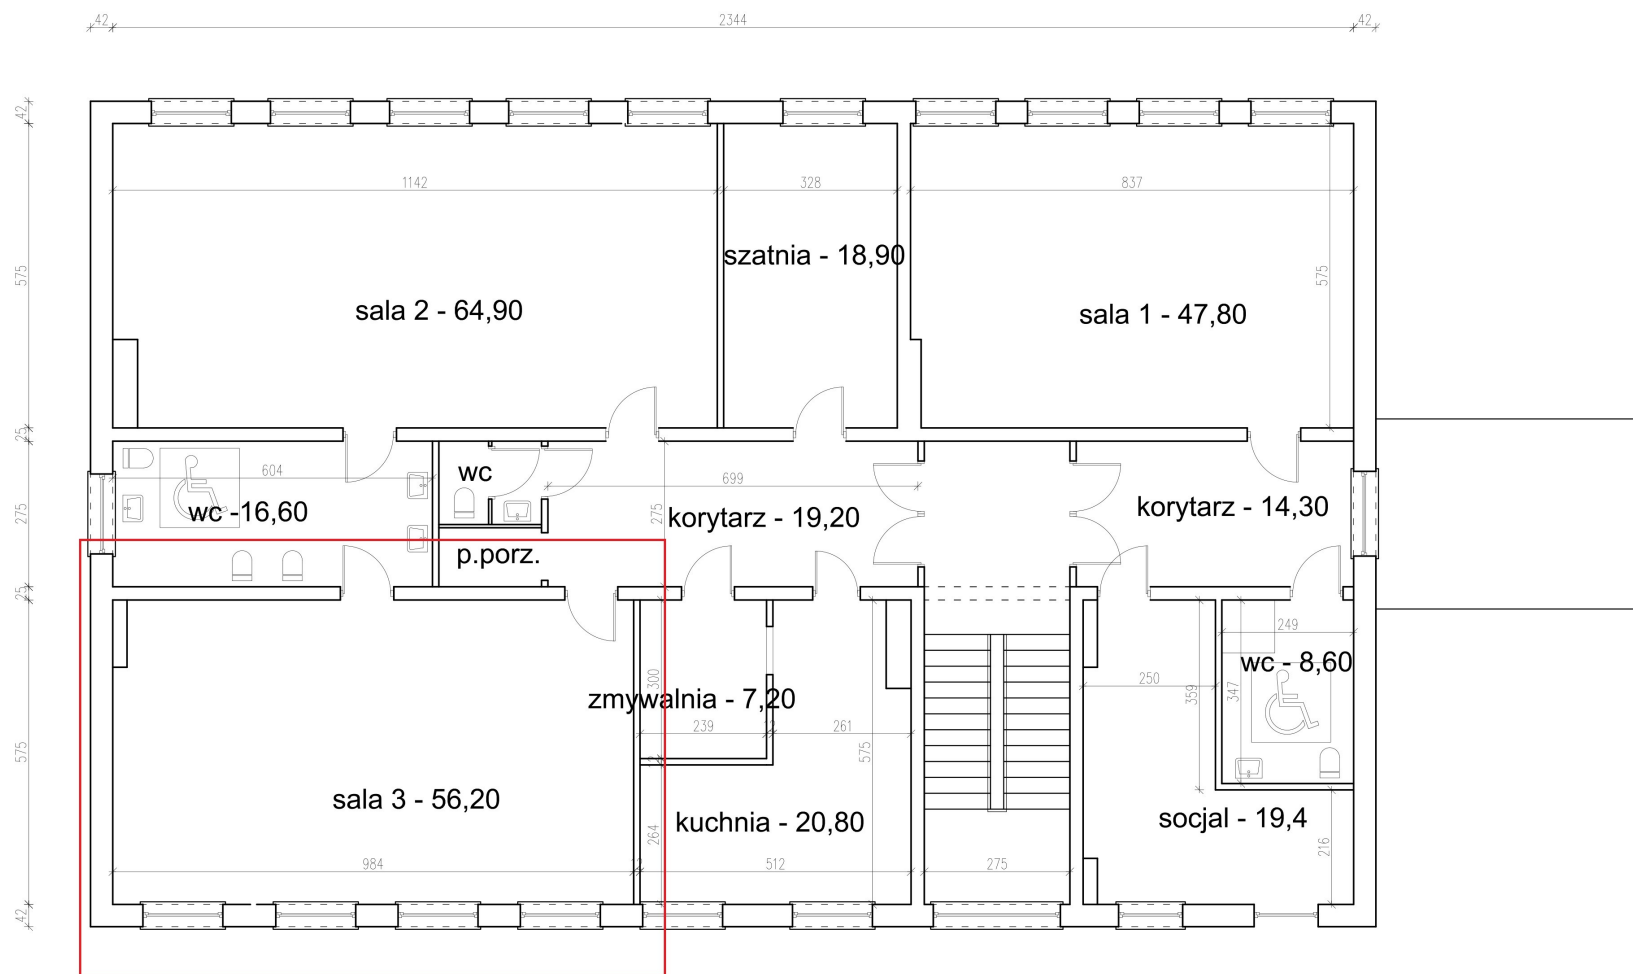 42
2344
42
42
1142
328
837
575
575
szatnia - 18,90
sala 2 - 64,90
sala 1 - 47,80
25
604
wc
699
275
275
wc -16,60
korytarz - 19,20
korytarz - 14,30
p.porz.
25
249
wc - 8,60
300
250
359
347
zmywalnia - 7,20
239
12
261
575
575
12
sala 3 - 56,20
kuchnia - 20,80
socjal - 19,4
264
216
984
12
512
275
42